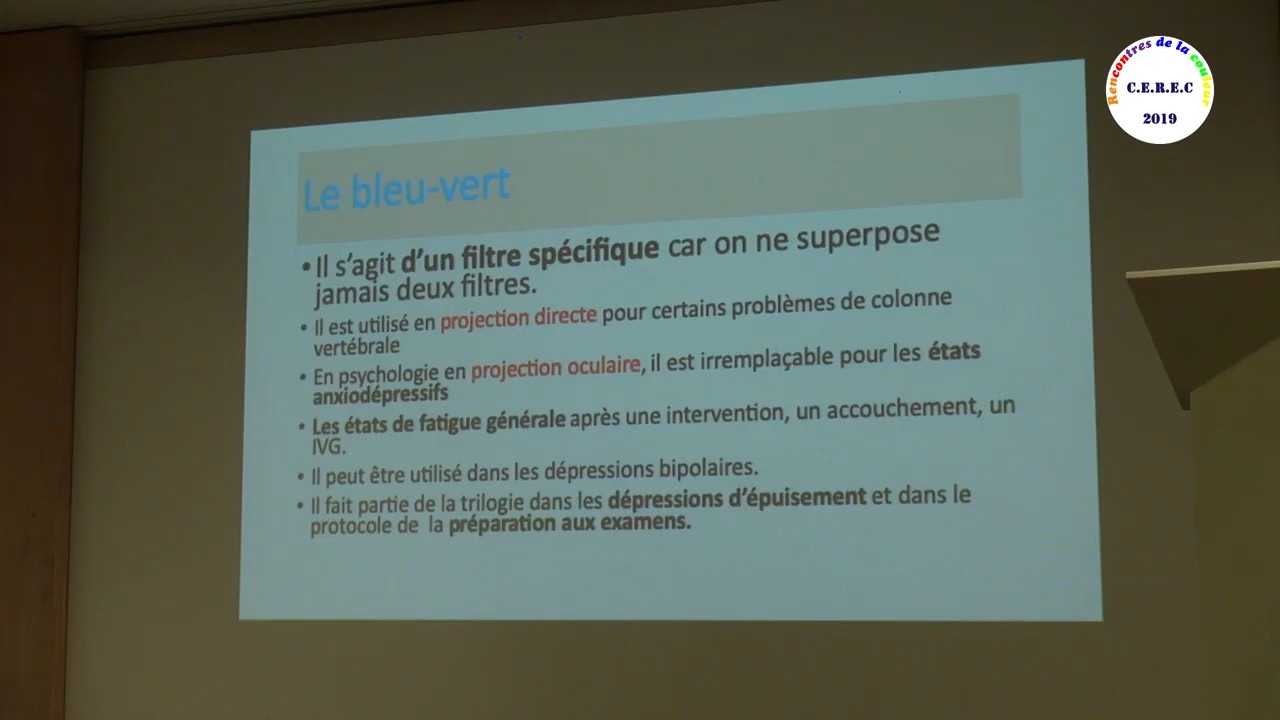 Rencontres de la couleur
C.E.R.E.C
2019
Le bleu-vert
• Il s'agit d'un filtre spécifique car on ne superpose
jamais deux filtres.
• Il est utilisé en projection directe pour certains problèmes de colonne
vertébrale
• En psychologie en projection oculaire, il est irremplaçable pour les états
anxiodépressifs
• Les états de fatigue générale après une intervention, un accouchement, un
IVG.
• Il peut être utilisé dans les dépressions bipolaires.
• Il fait partie de la trilogie dans les dépressions d'épuisement et dans le
protocole de la préparation aux examens.